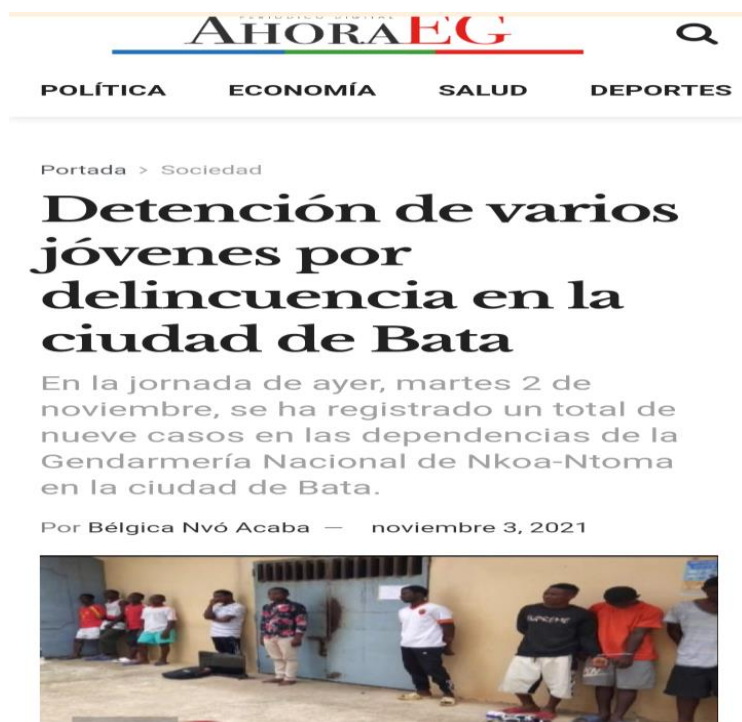 PERIÓDICO DIGITAL
AHORAEG
POLÍTICA ECONOMÍA SALUD DEPORTES
Portada > Sociedad
Detención de varios
jóvenes por
delincuencia en la
ciudad de Bata
En la jornada de ayer, martes 2 de
noviembre, se ha registrado un total de
nueve casos en las dependencias de la
Gendarmería Nacional de Nkoa-Ntoma
en la ciudad de Bata.
Por Bélgica Nvó Acaba — noviembre 3, 2021